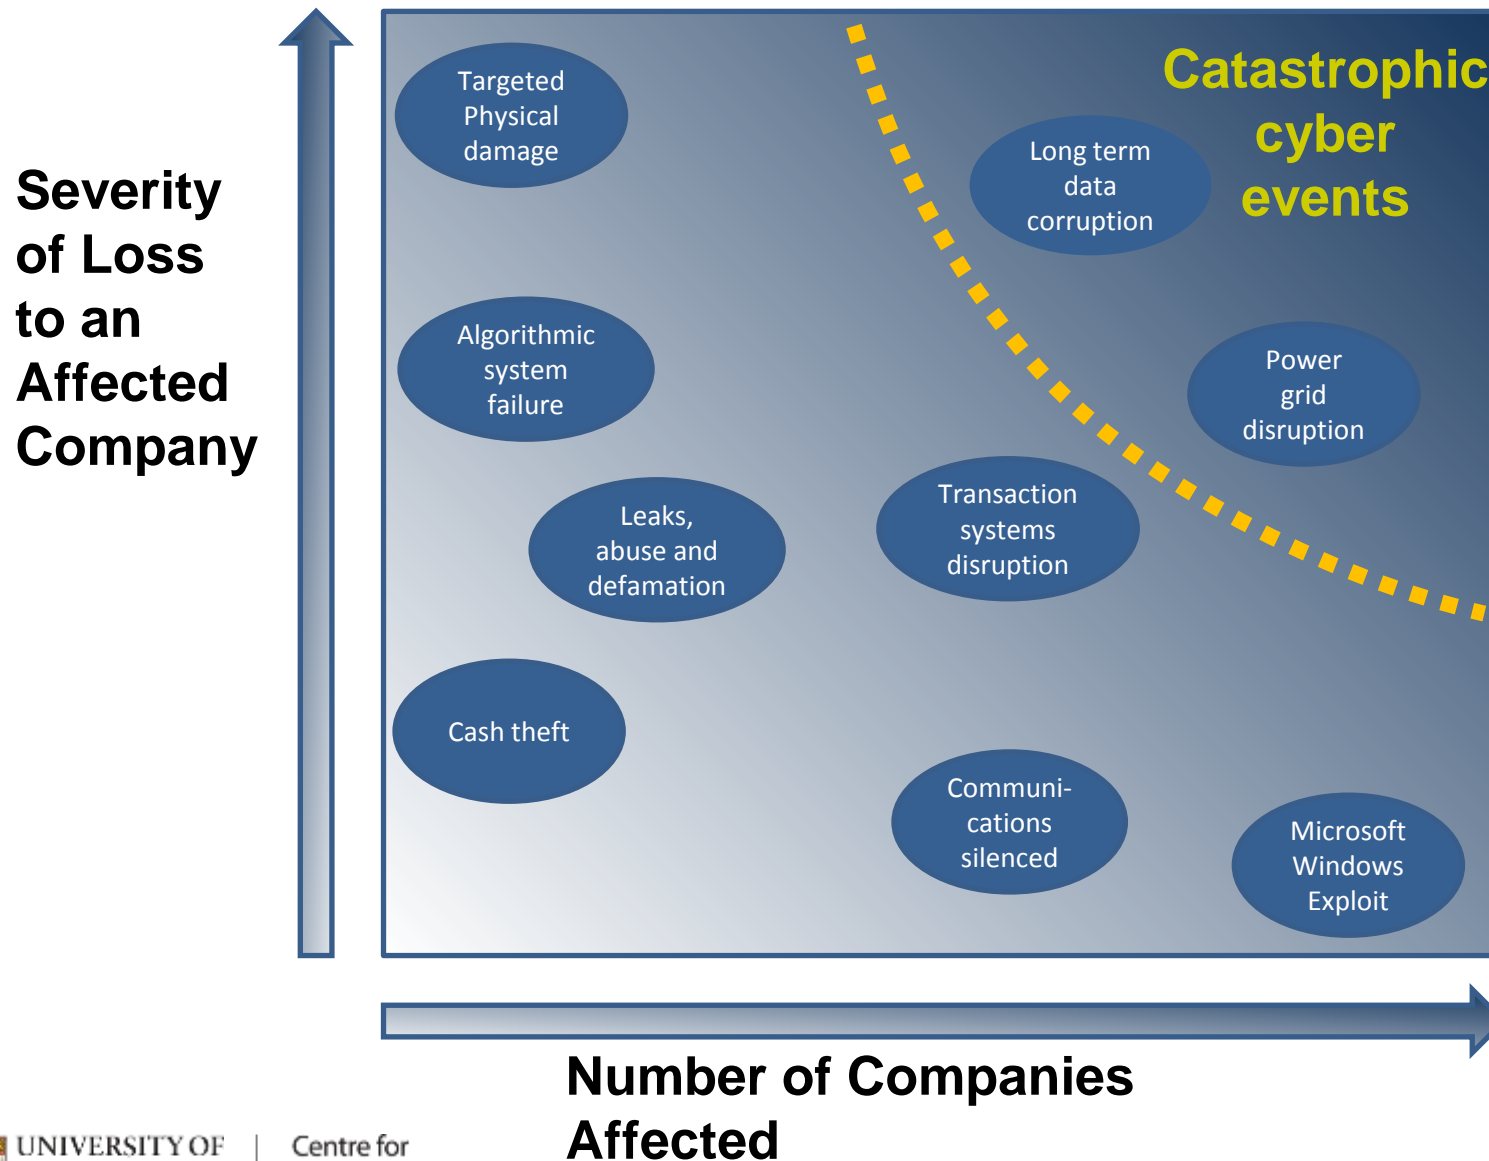 Severity
of Loss
to an
Affected
Company
Targeted
Physical
damage
Catastrophic
cyber
events
Long term
data
corruption
Algorithmic
system
failure
Power
grid
disruption
Leaks,
abuse and
defamation
Transaction
systems
disruption
Cash theft
Communi-
cations
silenced
Microsoft
Windows
Exploit
Number of Companies
Affected
UNIVERSITY OF
Centre for